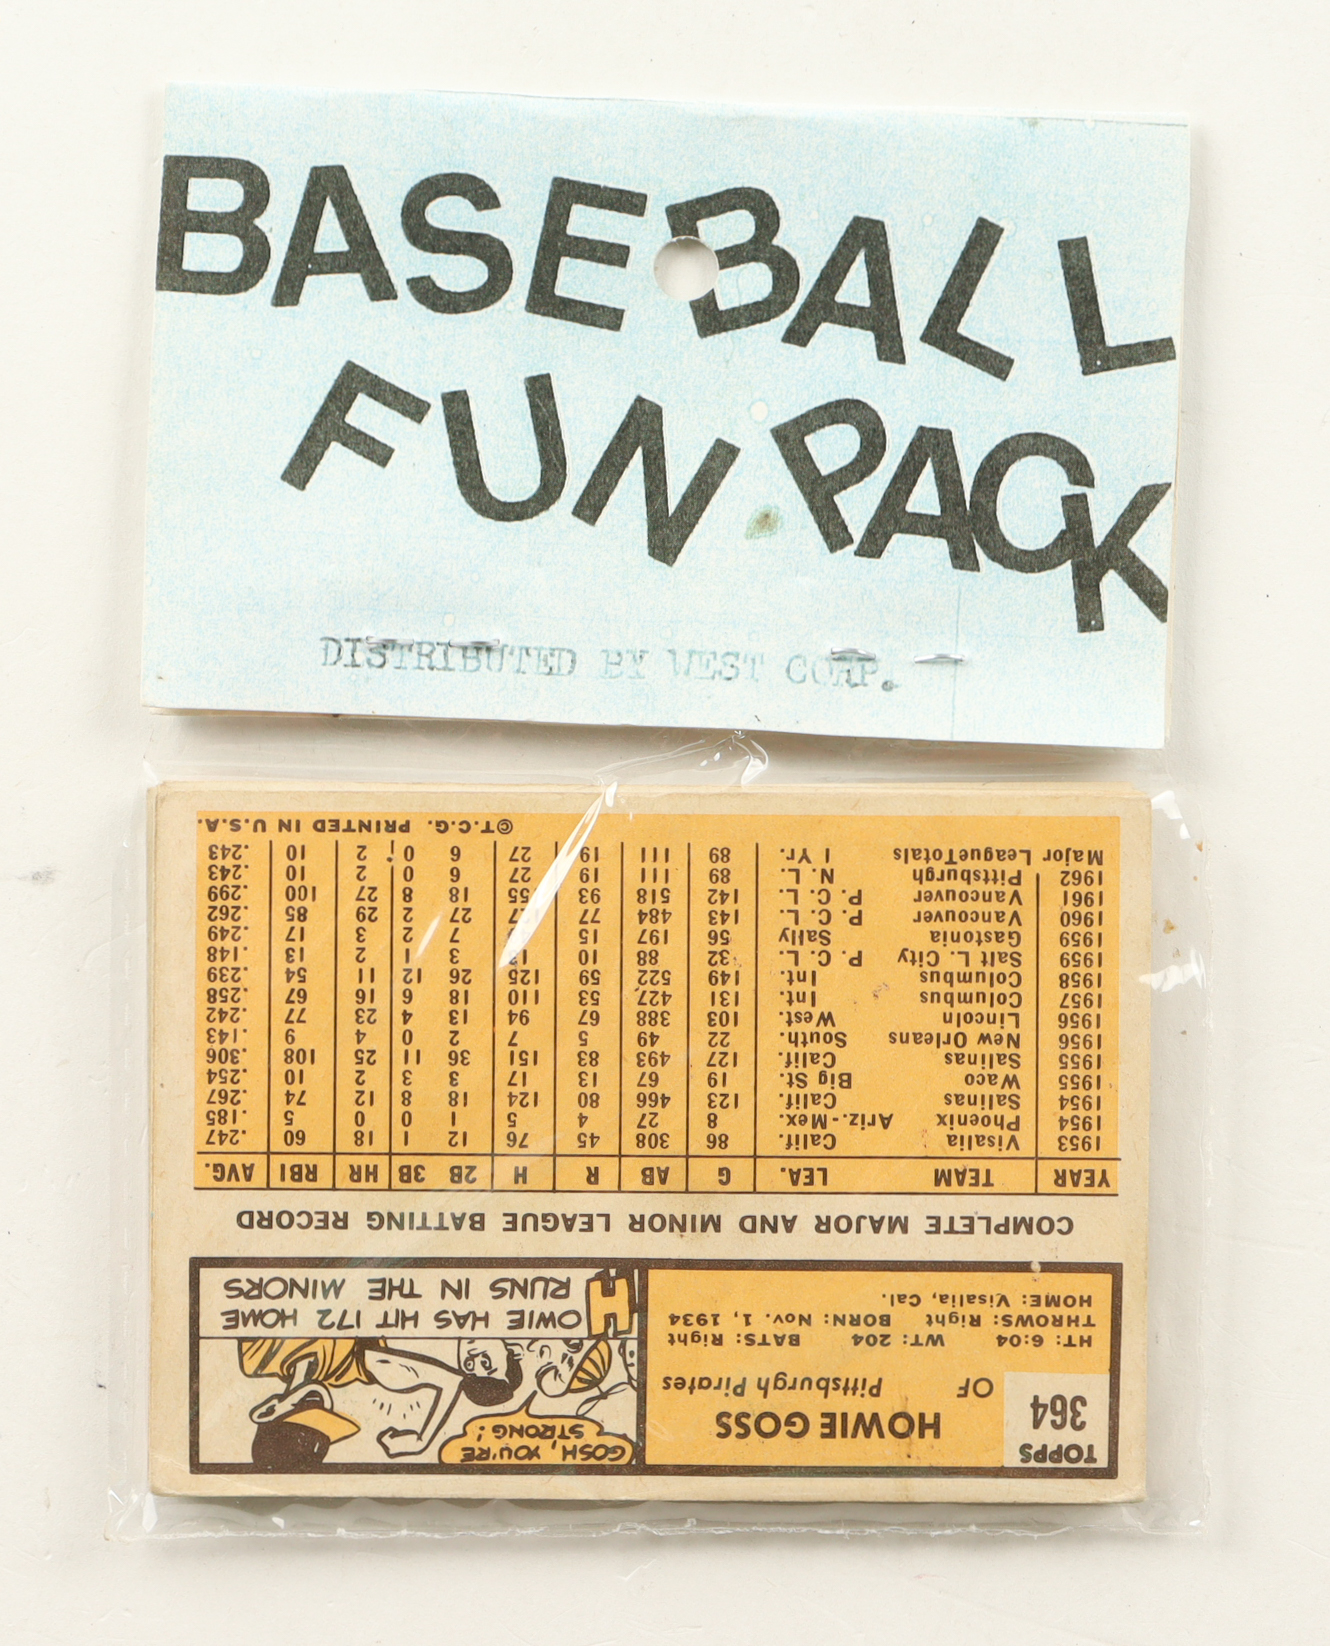 BASEBALL
FUN PACK
DISTRIBUTED BY WEST CORP.
TOPPS
364
HOWIE GOSS
OF Pittsburgh Pirates
HT: 6:04 WT: 204 BATS: Right
THROWS: Right BORN: Nov. 1, 1934
HOME: Visalia, Cal.
GOSH, YOU'RE
STRONG!
HOWIE HAS HIT 172 HOME
RUNS IN THE MINORS
COMPLETE MAJOR AND MINOR LEAGUE BATTING RECORD
YEAR TEAM LEA. G AB R H 2B 3B HR RBI AVG.
1953 Visalia Calif. 86 308 45 76 12 1 18 60 .247
1954 Phoenix Ariz.-Mex. 8 27 4 5 1 0 0 5 .185
1954 Salinas Calif. 123 466 80 124 18 8 12 74 .267
1955 Waco Big St. 19 67 13 17 3 3 2 10 .254
1955 Salinas Calif. 127 493 83 151 36 11 25 108 .306
1956 New Orleans South. 22 49 5 7 2 0 4 9 .143
1956 Lincoln West. 103 388 67 94 13 4 23 77 .242
1957 Columbus Int. 131 427 53 110 18 6 16 67 .258
1958 Columbus Int. 149 522 59 125 26 12 11 54 .239
1959 Salt L. City P. C. L. 32 88 10 13 3 1 2 13 .148
1959 Gastonia Sally 56 197 15 7 2 3 17 .249
1960 Vancouver P. C. L. 143 484 77 27 2 29 85 .262
1961 Vancouver P. C. L. 142 518 93 155 18 8 27 100 .299
1962 Pittsburgh N. L. 89 111 19 27 6 0 2 10 .243
Major League Totals 1 Yr. 89 111 19 27 6 0 2 10 .243
©T.C.G. PRINTED IN U.S.A.